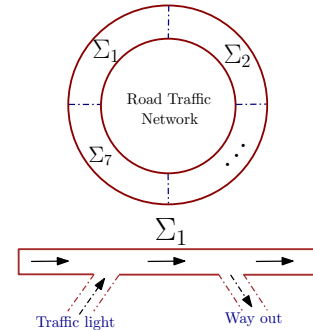 Σ₁ Σ₂
Road Traffic
Network
Σ₇ ...
Σ₁
Traffic light Way out